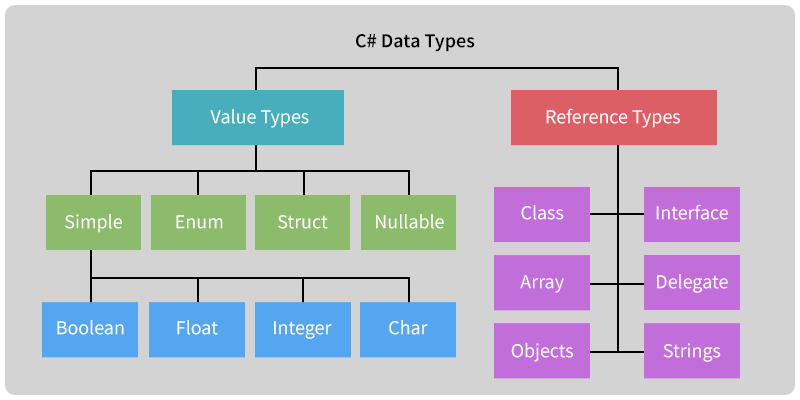 C# Data Types
Value Types
Reference Types
Simple
Enum
Struct
Nullable
Boolean
Float
Integer
Char
Class
Interface
Array
Delegate
Objects
Strings